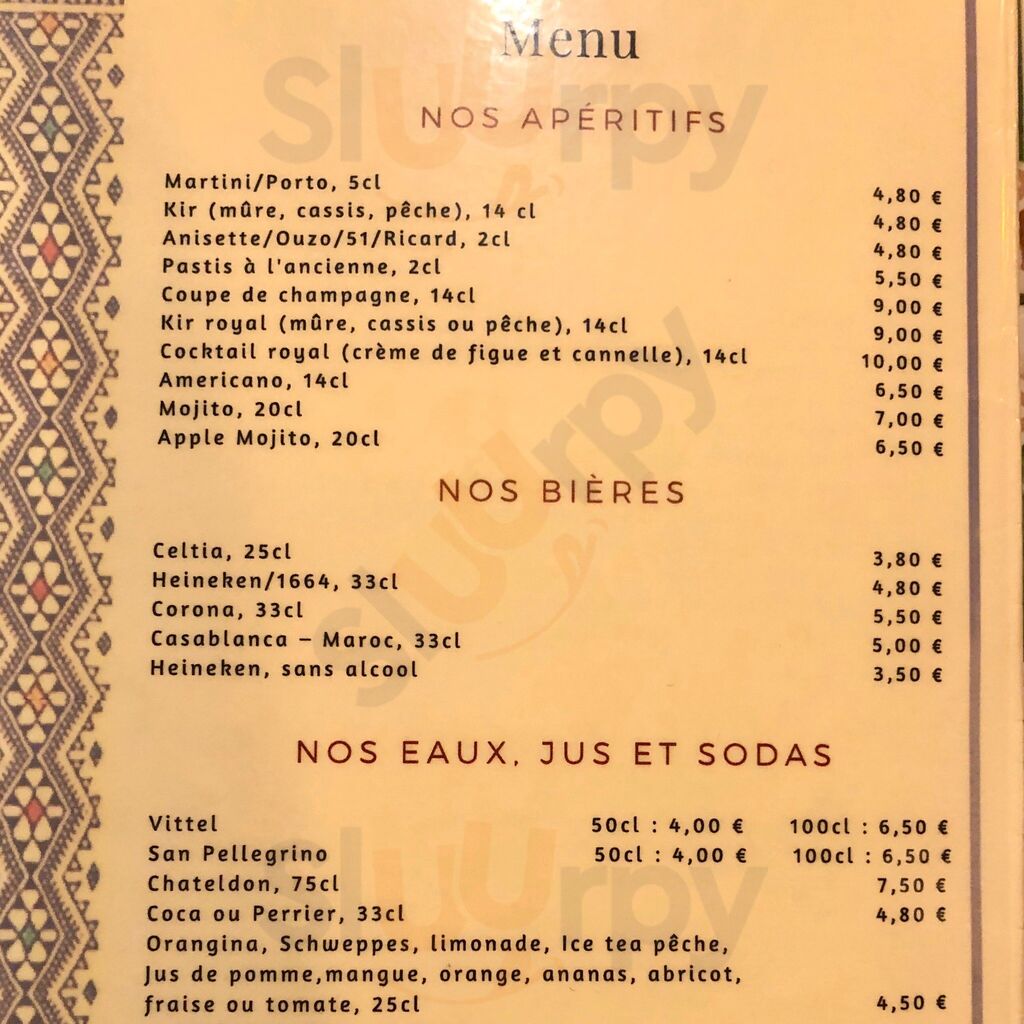 Menu
NOS APÉRITIFS
Martini/Porto, 5cl 4,80 €
Kir (mûre, cassis, pêche), 14 cl 4,80 €
Anisette/Ouzo/51/Ricard, 2cl 4,80 €
Pastis à l'ancienne, 2cl 5,50 €
Coupe de champagne, 14cl 9,00 €
Kir royal (mûre, cassis ou pêche), 14cl 9,00 €
Cocktail royal (crème de figue et cannelle), 14cl 10,00 €
Americano, 14cl 6,50 €
Mojito, 20cl 7,00 €
Apple Mojito, 20cl 6,50 €
NOS BIÈRES
Celtia, 25cl 3,80 €
Heineken/1664, 33cl 4,80 €
Corona, 33cl 5,50 €
Casablanca – Maroc, 33cl 5,00 €
Heineken, sans alcool 3,50 €
NOS EAUX, JUS ET SODAS
Vittel 50cl : 4,00 € 100cl : 6,50 €
San Pellegrino 50cl : 4,00 € 100cl : 6,50 €
Chateldon, 75cl 7,50 €
Coca ou Perrier, 33cl 4,80 €
Orangina, Schweppes, limonade, Ice tea pêche,
Jus de pomme,mangue, orange, ananas, abricot,
fraise ou tomate, 25cl 4,50 €
Sluurpy
Sluurpy
Sluurpy